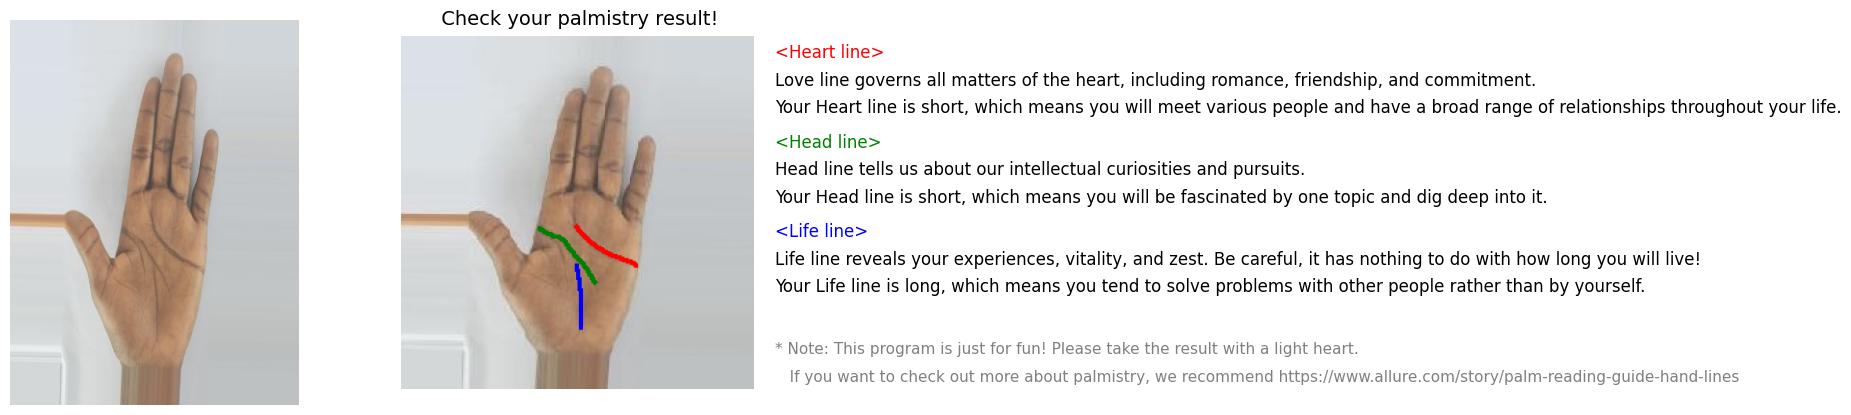 Check your palmistry result!
<Heart line>
Love line governs all matters of the heart, including romance, friendship, and commitment.
Your Heart line is short, which means you will meet various people and have a broad range of relationships throughout your life.
<Head line>
Head line tells us about our intellectual curiosities and pursuits.
Your Head line is short, which means you will be fascinated by one topic and dig deep into it.
<Life line>
Life line reveals your experiences, vitality, and zest. Be careful, it has nothing to do with how long you will live!
Your Life line is long, which means you tend to solve problems with other people rather than by yourself.
* Note: This program is just for fun! Please take the result with a light heart.
If you want to check out more about palmistry, we recommend https://www.allure.com/story/palm-reading-guide-hand-lines